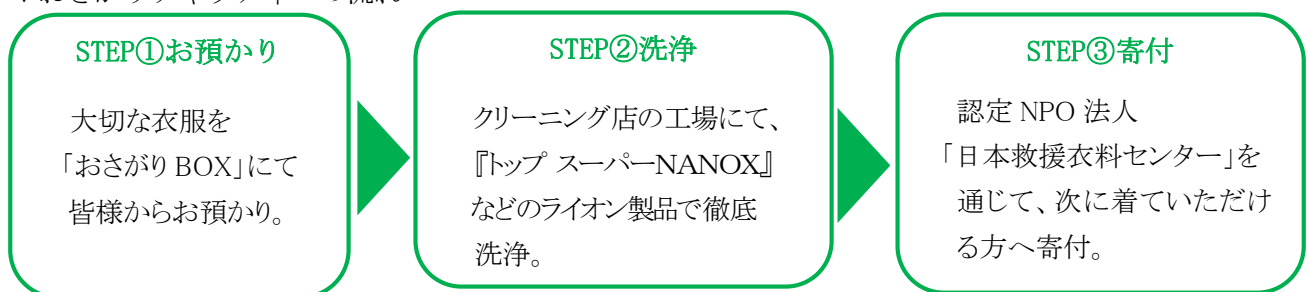 STEP①お預かり
大切な衣服を
「おさがり BOX」にて
皆様からお預かり。
STEP②洗浄
クリーニング店の工場にて、
『トップ スーパーNANOX』
などのライオン製品で徹底
洗浄。
STEP③寄付
認定 NPO 法人
「日本救援衣料センター」を
通じて、次に着ていただけ
る方へ寄付。